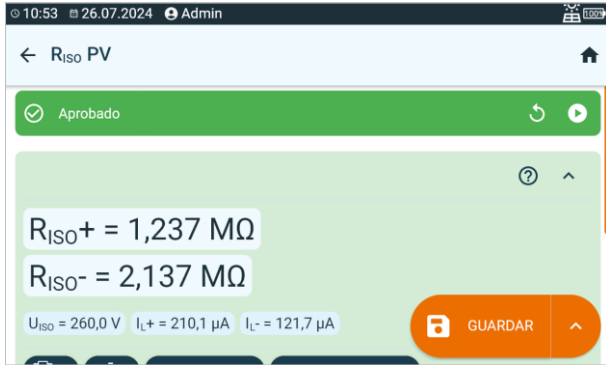 10:53 26.07.2024 Admin 100%
RISO PV
Aprobado
RISO+ = 1,237 MΩ
RISO- = 2,137 MΩ
UISO = 260,0 V IL+ = 210,1 µA IL- = 121,7 µA
GUARDAR